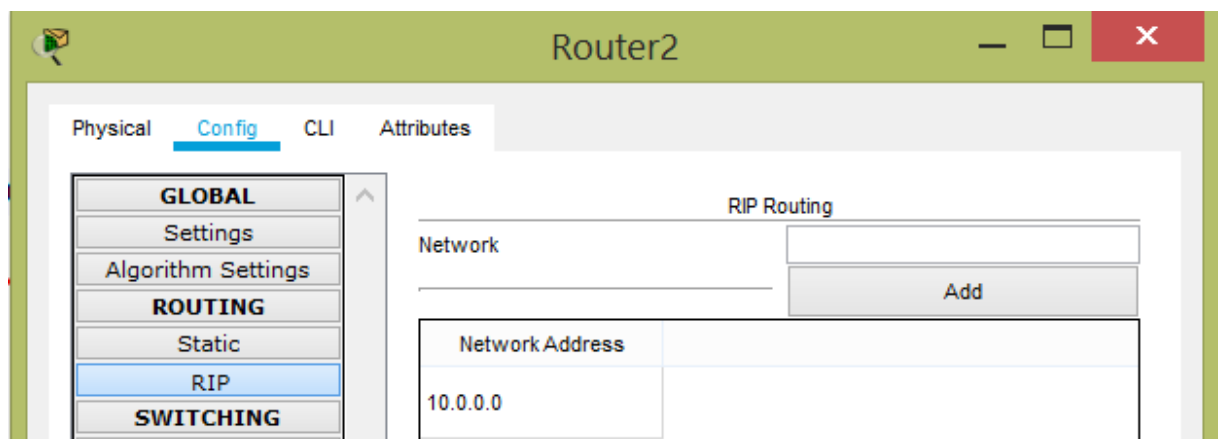 Router2
Physical Config CLI Attributes
GLOBAL
Settings
Algorithm Settings
ROUTING
Static
RIP
SWITCHING
RIP Routing
Network
Add
Network Address
10.0.0.0